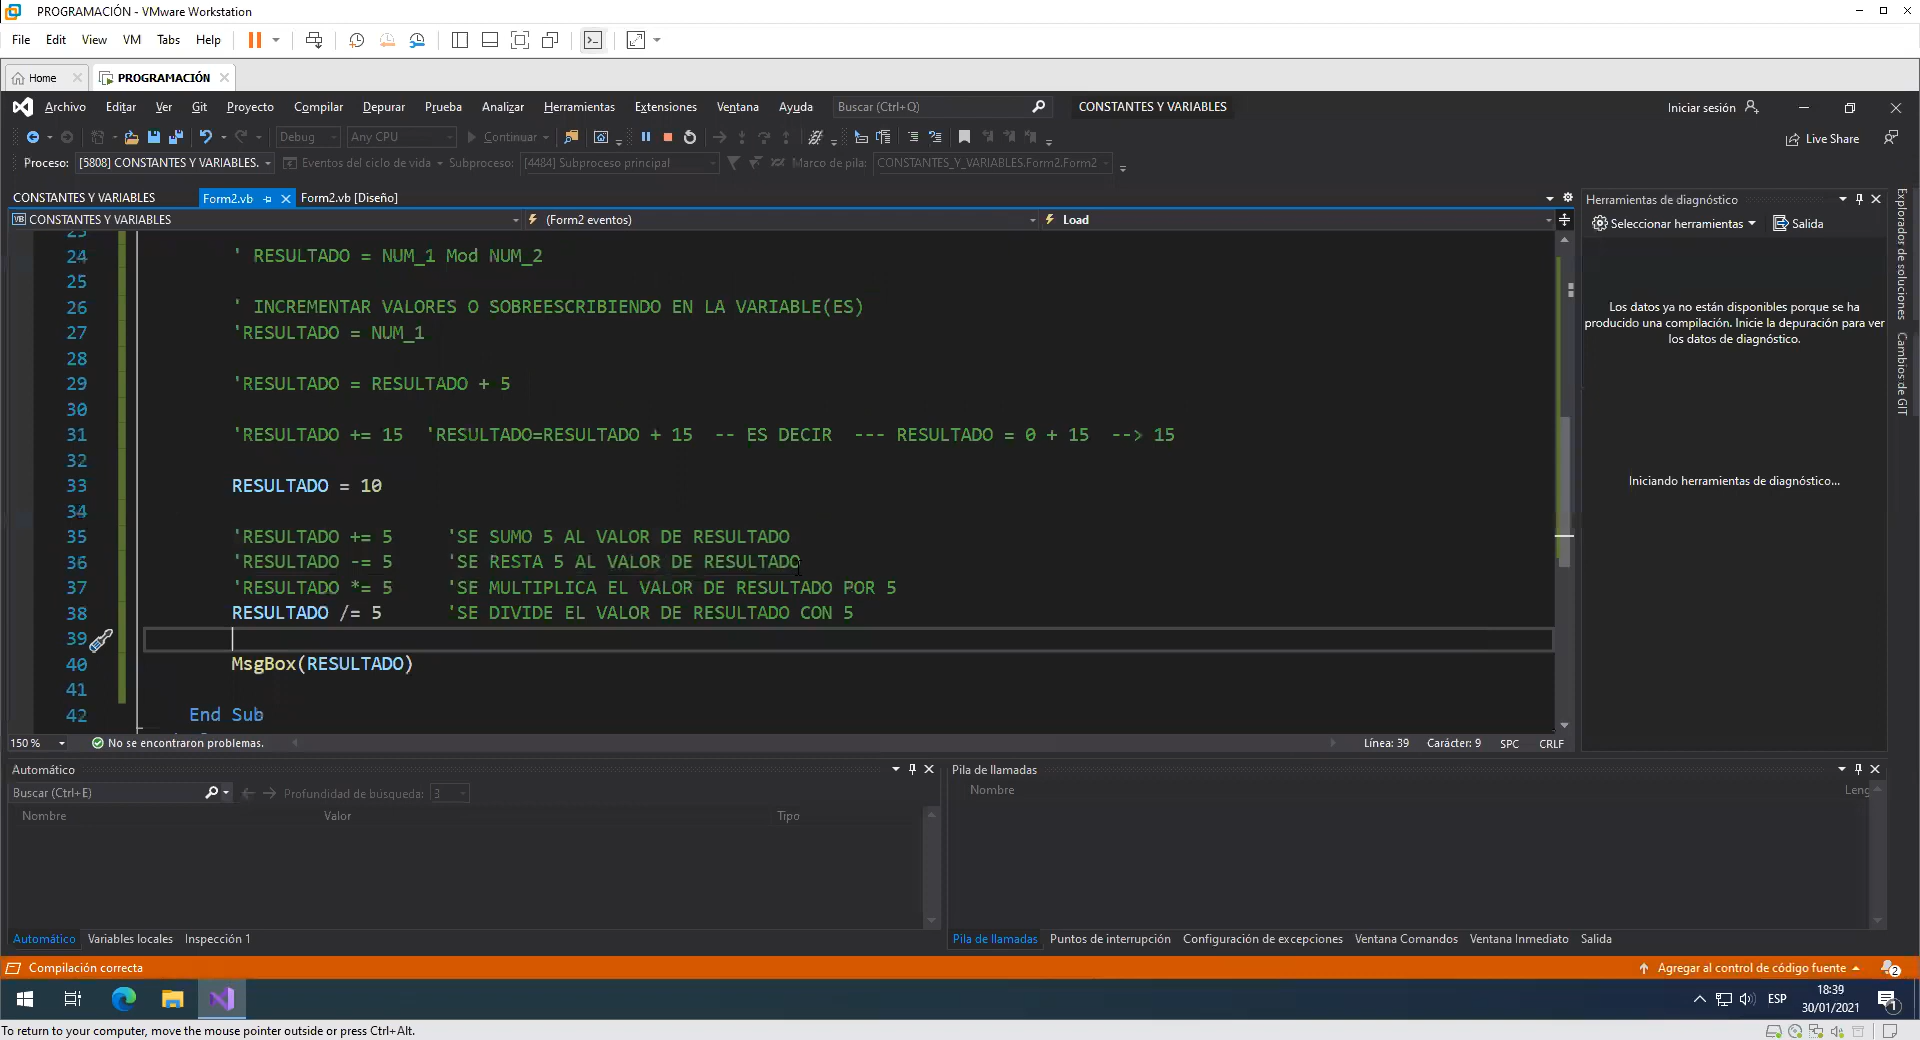 PROGRAMACIÓN - VMware Workstation
File Edit View VM Tabs Help
Home PROGRAMACIÓN
Archivo Editar Ver Git Proyecto Compilar Depurar Prueba Analizar Herramientas Extensiones Ventana Ayuda Buscar (Ctrl+Q) CONSTANTES Y VARIABLES Iniciar sesión
Debug Any CPU Continuar Live Share
Proceso: [5808] CONSTANTES Y VARIABLES. Eventos del ciclo de vida Subproceso: [4484] Subproceso principal Marco de pila: CONSTANTES_Y_VARIABLES.Form2.Form2
CONSTANTES Y VARIABLES Form2.vb Form2.vb [Diseño]
VB CONSTANTES Y VARIABLES (Form2 eventos) Load
23
24 ' RESULTADO = NUM_1 Mod NUM_2
25
26 ' INCREMENTAR VALORES O SOBREESCRIBIENDO EN LA VARIABLE(ES)
27 'RESULTADO = NUM_1
28
29 'RESULTADO = RESULTADO + 5
30
31 'RESULTADO += 15 'RESULTADO=RESULTADO + 15 -- ES DECIR --- RESULTADO = 0 + 15 --> 15
32
33 RESULTADO = 10
34
35 'RESULTADO += 5 'SE SUMO 5 AL VALOR DE RESULTADO
36 'RESULTADO -= 5 'SE RESTA 5 AL VALOR DE RESULTADO
37 'RESULTADO *= 5 'SE MULTIPLICA EL VALOR DE RESULTADO POR 5
38 RESULTADO /= 5 'SE DIVIDE EL VALOR DE RESULTADO CON 5
39
40 MsgBox(RESULTADO)
41
42 End Sub
150 % No se encontraron problemas. Línea: 39 Carácter: 9 SPC CRLF
Herramientas de diagnóstico
Seleccionar herramientas Salida
Los datos ya no están disponibles porque se ha
producido una compilación. Inicie la depuración para ver
los datos de diagnóstico.
Iniciando herramientas de diagnóstico...
Explorador de soluciones
Cambios de GIT
Automático
Buscar (Ctrl+E) Profundidad de búsqueda: 3
Nombre Valor Tipo
Automático Variables locales Inspección 1
Pila de llamadas
Nombre Leng
Pila de llamadas Puntos de interrupción Configuración de excepciones Ventana Comandos Ventana Inmediato Salida
Compilación correcta Agregar al control de código fuente 2
ESP 18:39
30/01/2021 1
To return to your computer, move the mouse pointer outside or press Ctrl+Alt.